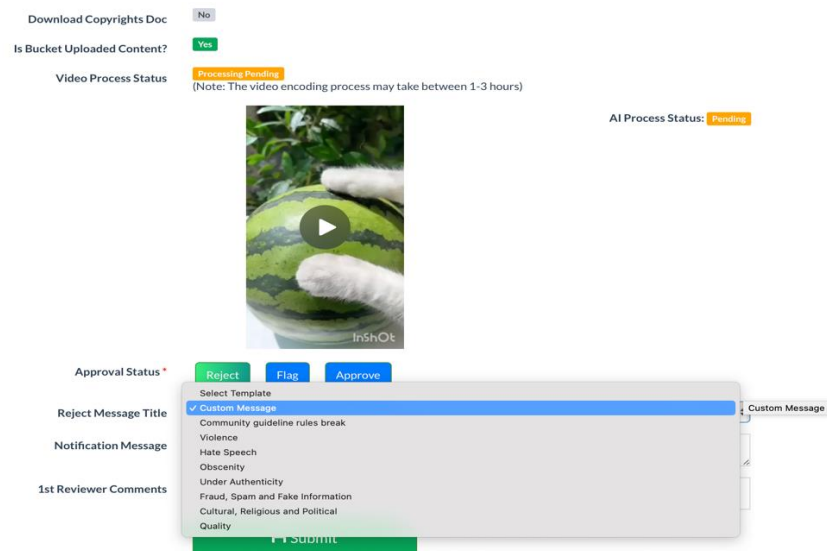 Download Copyrights Doc No
Is Bucket Uploaded Content? Yes
Video Process Status Processing Pending
(Note: The video encoding process may take between 1-3 hours)
AI Process Status: Pending
InShOt
Approval Status * Reject Flag Approve
Select Template
Reject Message Title ✓ Custom Message Custom Message
Community guideline rules break
Violence
Notification Message
Hate Speech
Obscenity
1st Reviewer Comments Under Authenticity
Fraud, Spam and Fake Information
Cultural, Religious and Political
Quality
Submit